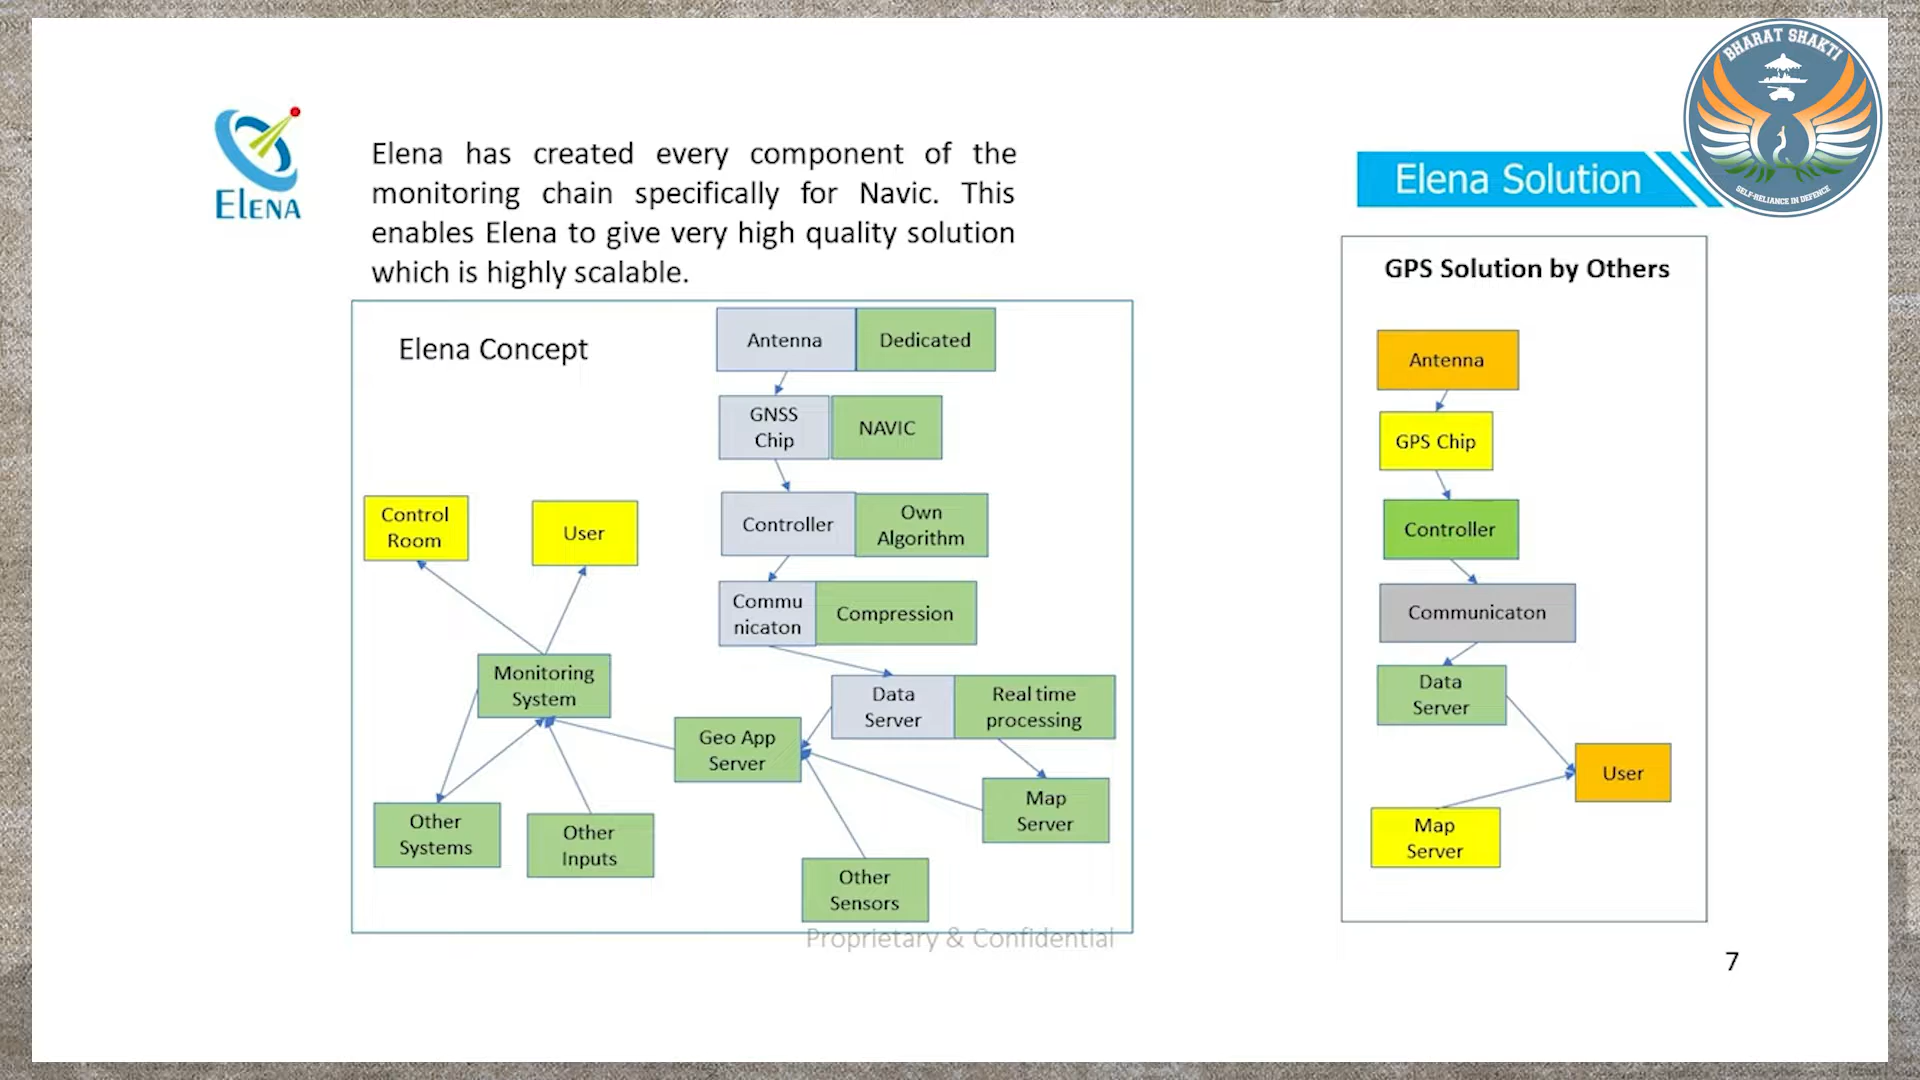 BHARAT SHAKTI
SELF-RELIANCE IN DEFENCE
ELENA
Elena has created every component of the
monitoring chain specifically for Navic. This
enables Elena to give very high quality solution
which is highly scalable.
Elena Solution
Elena Concept
Antenna
Dedicated
GNSS
Chip
NAVIC
Controller
Own
Algorithm
Commu
nicaton
Compression
Data
Server
Real time
processing
Map
Server
Geo App
Server
Other
Sensors
Monitoring
System
Control
Room
User
Other
Systems
Other
Inputs
GPS Solution by Others
Antenna
GPS Chip
Controller
Communicaton
Data
Server
User
Map
Server
Proprietary & Confidential
7